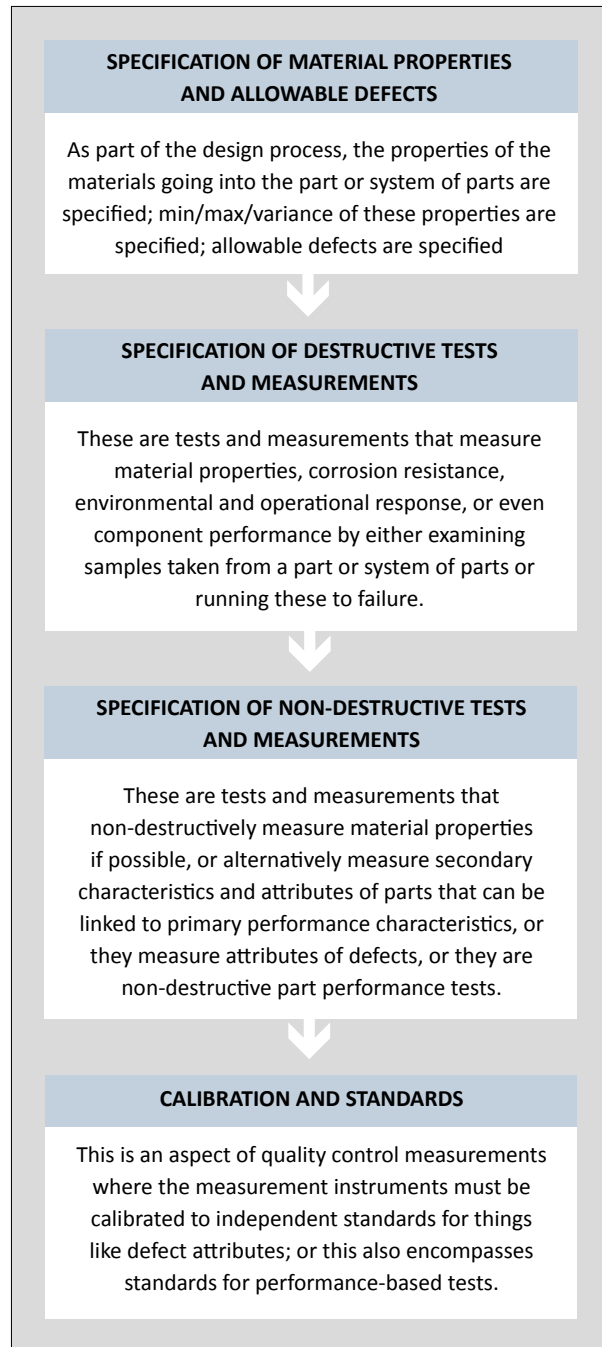 SPECIFICATION OF MATERIAL PROPERTIES
AND ALLOWABLE DEFECTS
As part of the design process, the properties of the
materials going into the part or system of parts are
specified; min/max/variance of these properties are
specified; allowable defects are specified
SPECIFICATION OF DESTRUCTIVE TESTS
AND MEASUREMENTS
These are tests and measurements that measure
material properties, corrosion resistance,
environmental and operational response, or even
component performance by either examining
samples taken from a part or system of parts or
running these to failure.
SPECIFICATION OF NON-DESTRUCTIVE TESTS
AND MEASUREMENTS
These are tests and measurements that
non-destructively measure material properties
if possible, or alternatively measure secondary
characteristics and attributes of parts that can be
linked to primary performance characteristics, or
they measure attributes of defects, or they are
non-destructive part performance tests.
CALIBRATION AND STANDARDS
This is an aspect of quality control measurements
where the measurement instruments must be
calibrated to independent standards for things
like defect attributes; or this also encompasses
standards for performance-based tests.